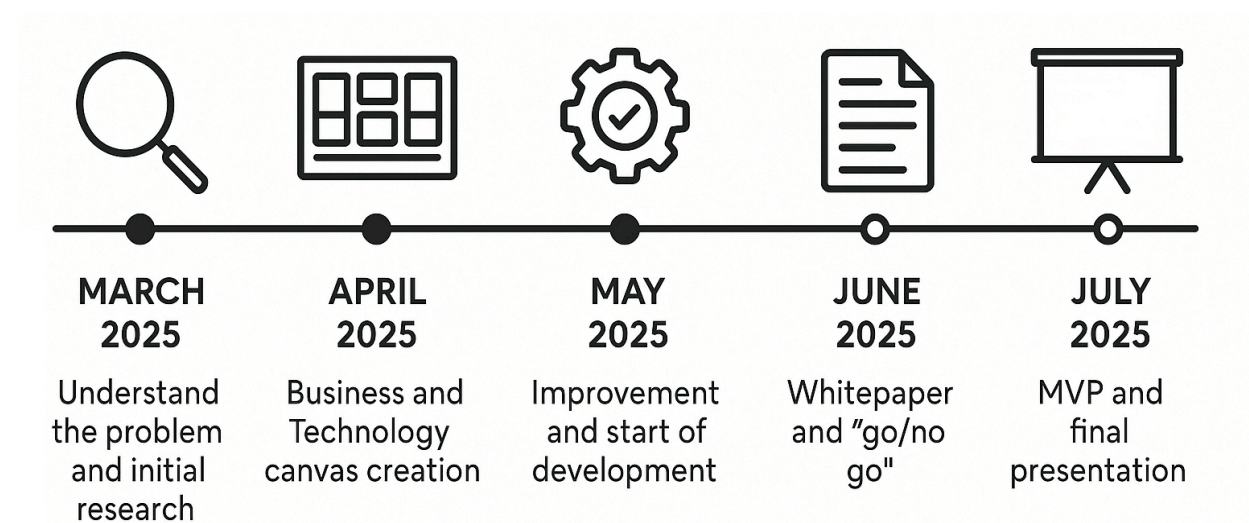 MARCH
2025
Understand
the problem
and initial
research
APRIL
2025
Business and
Technology
canvas creation
MAY
2025
Improvement
and start of
development
JUNE
2025
Whitepaper
and "go/no
go"
JULY
2025
MVP and
final
presentation